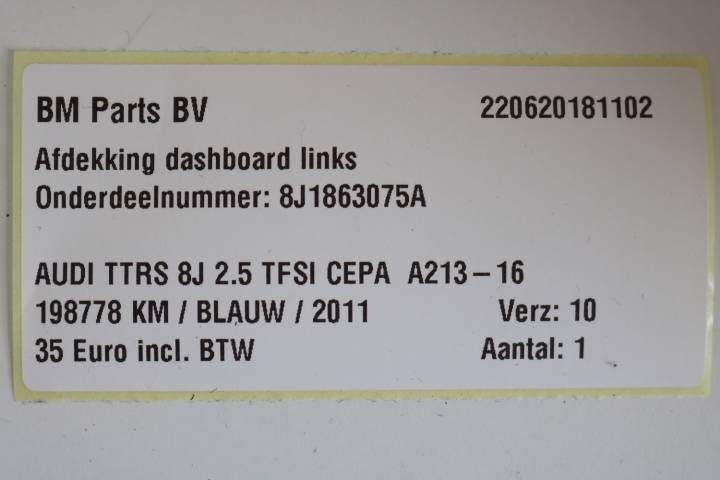 BM Parts BV 220620181102
Afdekking dashboard links
Onderdeelnummer: 8J1863075A
AUDI TTRS 8J 2.5 TFSI CEPA A213-16
198778 KM / BLAUW / 2011 Verz: 10
35 Euro incl. BTW Aantal: 1